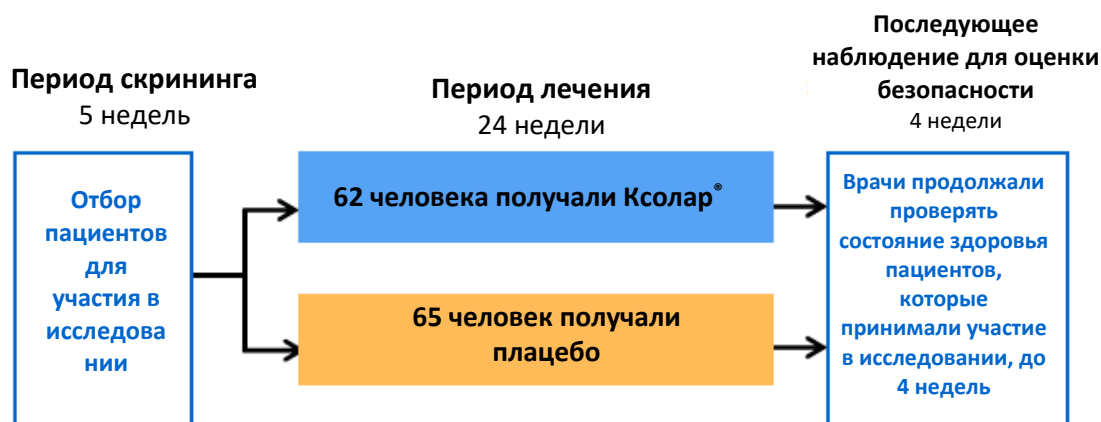 Период скрининга
5 недель
Период лечения
24 недели
Последующее
наблюдение для оценки
безопасности
4 недели
Отбор
пациентов
для
участия в
исследова
нии
62 человека получали Ксолар®
65 человек получали
плацебо
Врачи продолжали
проверять
состояние здоровья
пациентов,
которые
принимали участие
в исследовании, до
4 недель